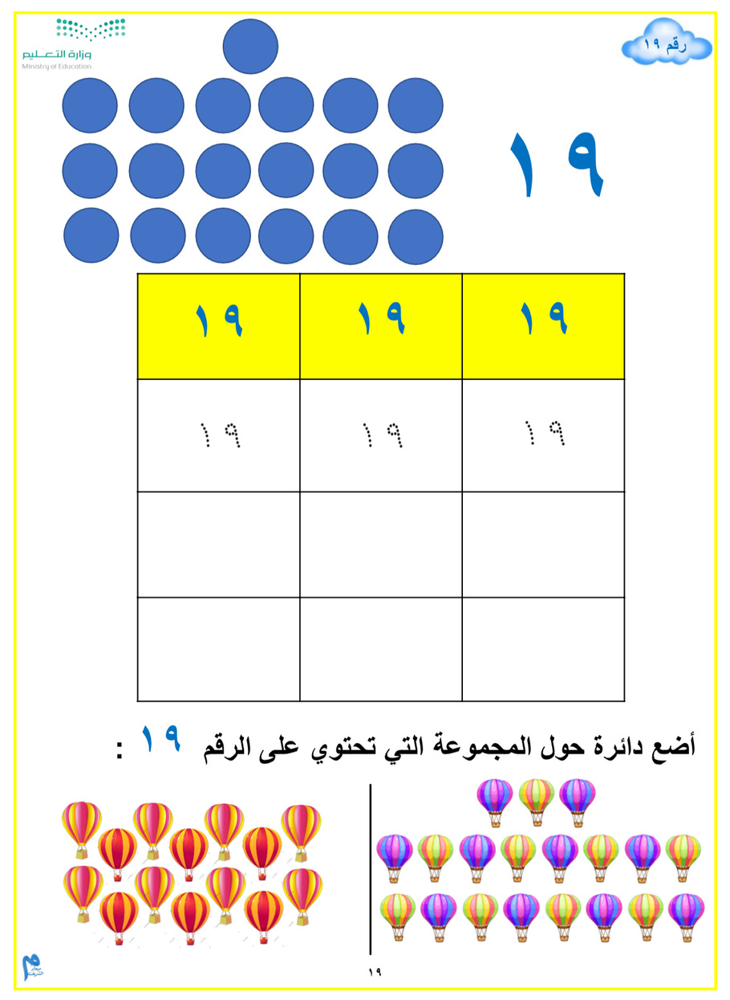 وزارة التعليم
Ministry of Education
رقم ١٩
١٩
١٩ ١٩ ١٩
١٩ ١٩ ١٩
أضع دائرة حول المجموعة التي تحتوي على الرقم ١٩ :
١٩